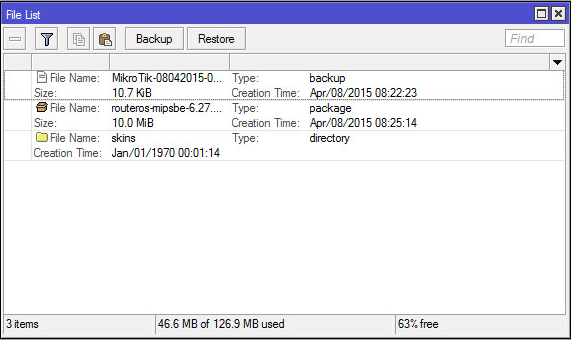 File List
Backup Restore Find
File Name: MikroTik-08042015-0... Type: backup
Size: 10.7 KiB Creation Time: Apr/08/2015 08:22:23
File Name: routeros-mipsbe-6.27.... Type: package
Size: 10.0 MiB Creation Time: Apr/08/2015 08:25:14
File Name: skins Type: directory
Creation Time: Jan/01/1970 00:01:14
3 items 46.6 MB of 126.9 MB used 63% free